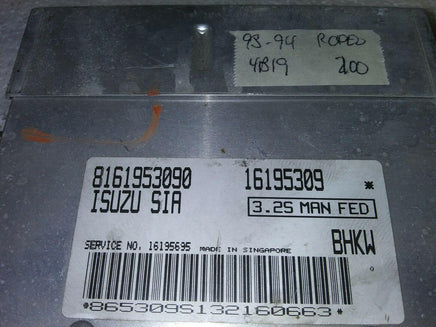 93-94 RODEO
4819 200
8161953090 16195309 *
ISUZU SIA 3.2S MAN FED
SERVICE NO. 16195695 MADE IN SINGAPORE BHKW
*865309S132160663*